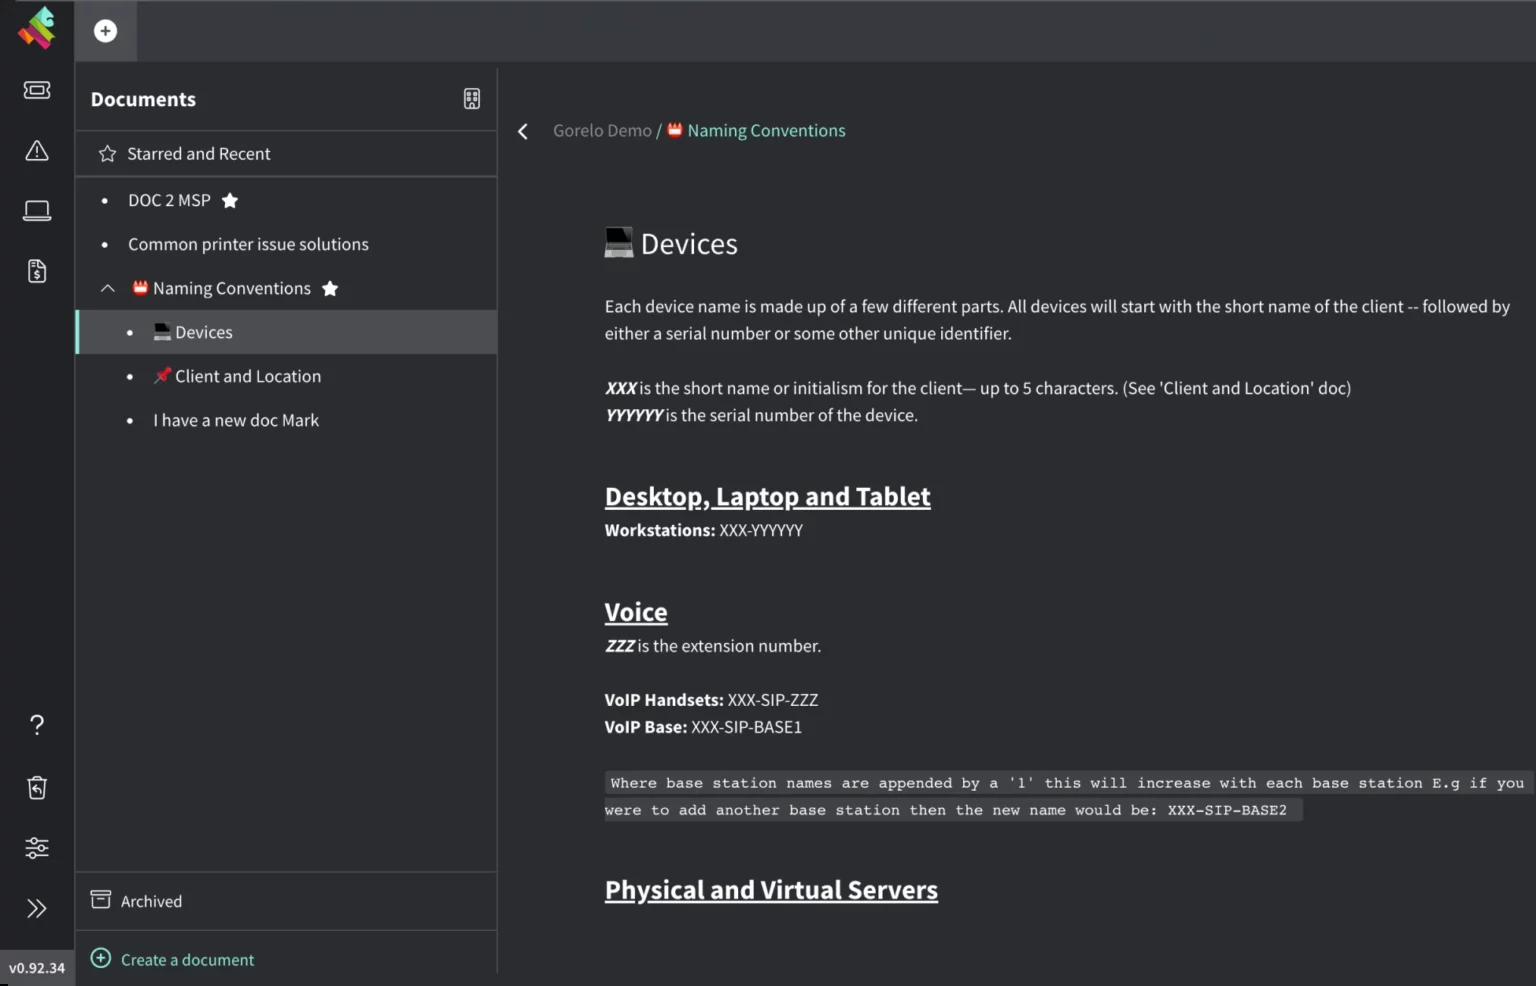 Documents
Starred and Recent
DOC 2 MSP
Common printer issue solutions
Naming Conventions
Devices
Client and Location
I have a new doc Mark
Archived
Create a document
v0.92.34
Gorelo Demo / Naming Conventions
Devices
Each device name is made up of a few different parts. All devices will start with the short name of the client -- followed by
either a serial number or some other unique identifier.
XXX is the short name or initialism for the client— up to 5 characters. (See 'Client and Location' doc)
YYYYYY is the serial number of the device.
Desktop, Laptop and Tablet
Workstations: XXX-YYYYYY
Voice
ZZZ is the extension number.
VoIP Handsets: XXX-SIP-ZZZ
VoIP Base: XXX-SIP-BASE1
Where base station names are appended by a '1' this will increase with each base station E.g if you
were to add another base station then the new name would be: XXX-SIP-BASE2
Physical and Virtual Servers